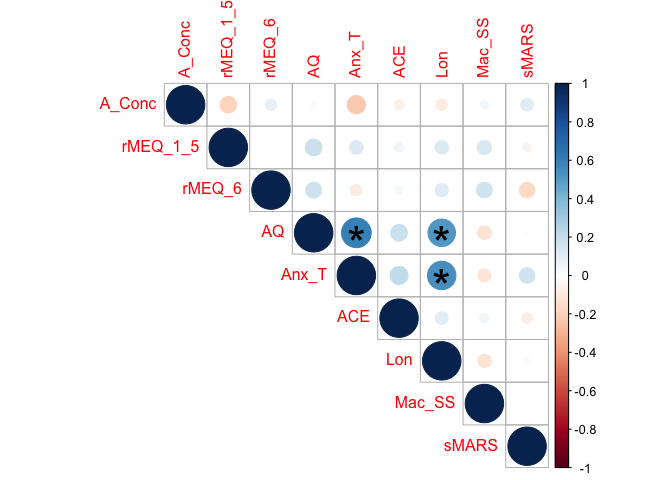 A_Conc
rMEQ_1_5
rMEQ_6
AQ
Anx_T
ACE
Lon
Mac_SS
sMARS
A_Conc
rMEQ_1_5
rMEQ_6
AQ
* *
Anx_T
*
ACE
Lon
Mac_SS
sMARS
1
0.8
0.6
0.4
0.2
0
-0.2
-0.4
-0.6
-0.8
-1